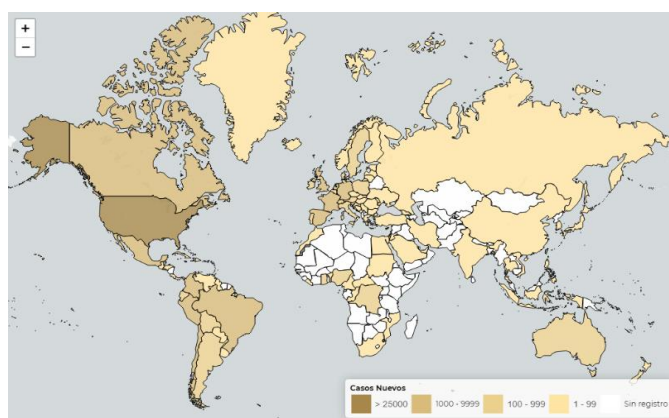 +
−
Casos Nuevos
> 25000 1000 - 9999 100 - 999 1 - 99 Sin registro